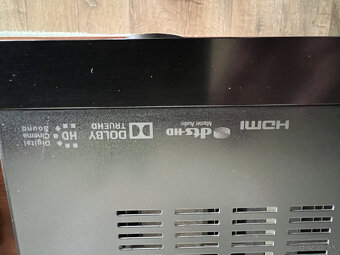 HDMI
dts-HD
Master Audio
DOLBY
TRUEHD
HD
Digital
Cinema
Sound